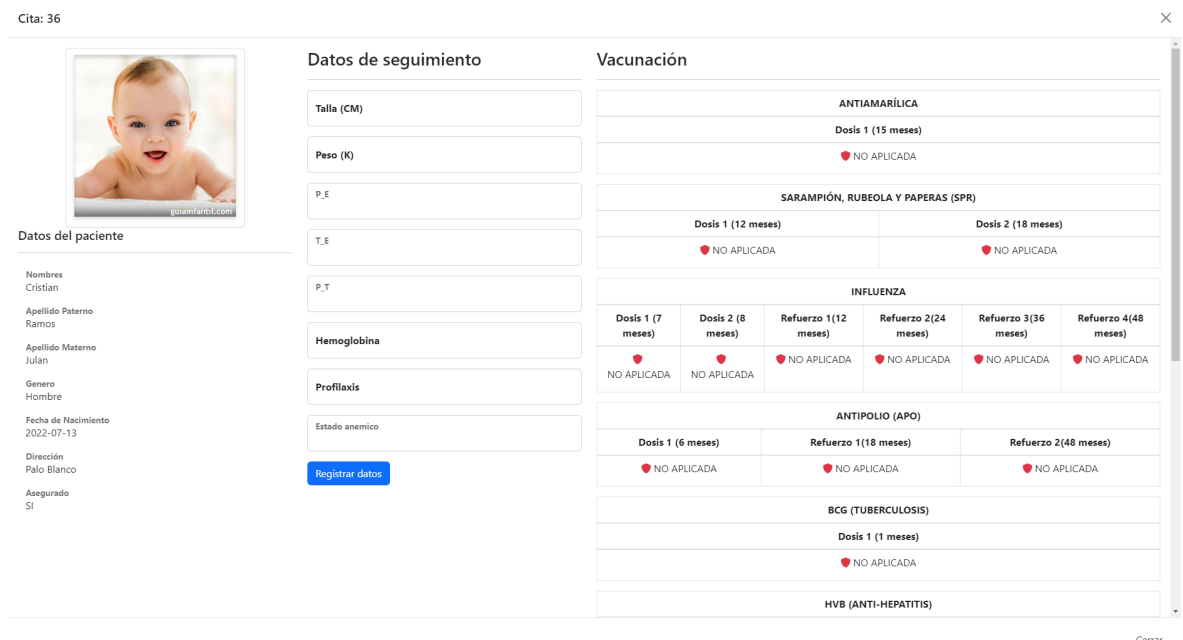 Cita: 36
guiainfantil.com
Datos del paciente
Nombres
Cristian
Apellido Paterno
Ramos
Apellido Materno
Julan
Genero
Hombre
Fecha de Nacimiento
2022-07-13
Dirección
Palo Blanco
Asegurado
SI
Datos de seguimiento
Talla (CM)
Peso (K)
P_E
T_E
P_T
Hemoglobina
Profilaxis
Estado anemico
Registrar datos
Vacunación
ANTIAMARÍLICA
Dosis 1 (15 meses)
NO APLICADA
SARAMPIÓN, RUBEOLA Y PAPERAS (SPR)
Dosis 1 (12 meses) Dosis 2 (18 meses)
NO APLICADA NO APLICADA
INFLUENZA
Dosis 1 (7 Dosis 2 (8 Refuerzo 1(12 Refuerzo 2(24 Refuerzo 3(36 Refuerzo 4(48
meses) meses) meses) meses) meses) meses)
NO APLICADA NO APLICADA NO APLICADA NO APLICADA NO APLICADA NO APLICADA
ANTIPOLIO (APO)
Dosis 1 (6 meses) Refuerzo 1(18 meses) Refuerzo 2(48 meses)
NO APLICADA NO APLICADA NO APLICADA
BCG (TUBERCULOSIS)
Dosis 1 (1 meses)
NO APLICADA
HVB (ANTI-HEPATITIS)
Cerrar